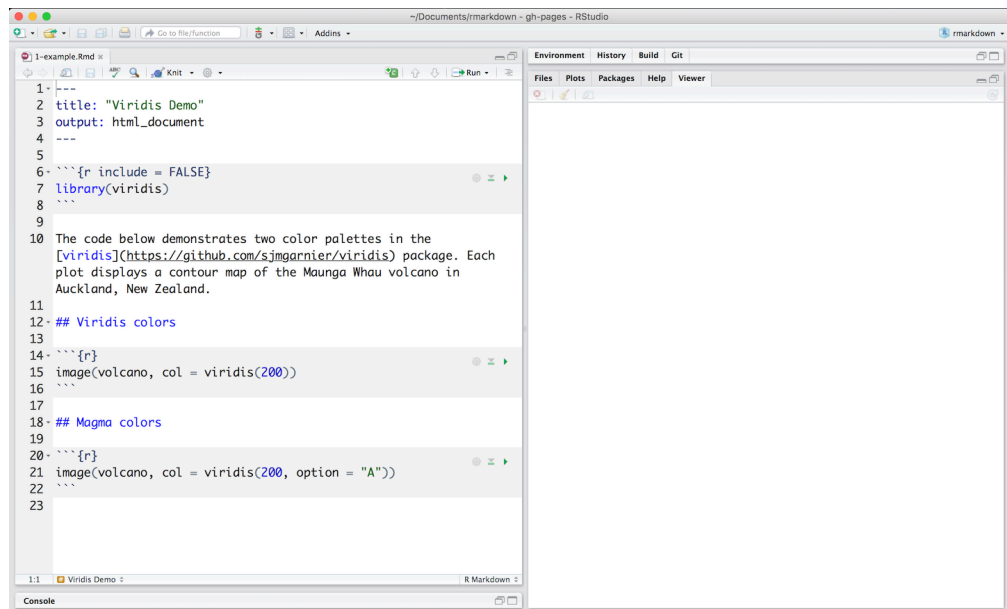 ~/Documents/rmarkdown - gh-pages - RStudio
Go to file/function
Addins
rmarkdown
1-example.Rmd
ABC
Knit
Run
1 ---
2 title: "Viridis Demo"
3 output: html_document
4 ---
5
6 ```{r include = FALSE}
7 library(viridis)
8 ```
9
10 The code below demonstrates two color palettes in the
[viridis](https://github.com/sjmgarnier/viridis) package. Each
plot displays a contour map of the Maunga Whau volcano in
Auckland, New Zealand.
11
12 ## Viridis colors
13
14 ```{r}
15 image(volcano, col = viridis(200))
16 ```
17
18 ## Magma colors
19
20 ```{r}
21 image(volcano, col = viridis(200, option = "A"))
22 ```
23
1:1 Viridis Demo R Markdown
Console
Environment History Build Git
Files Plots Packages Help Viewer